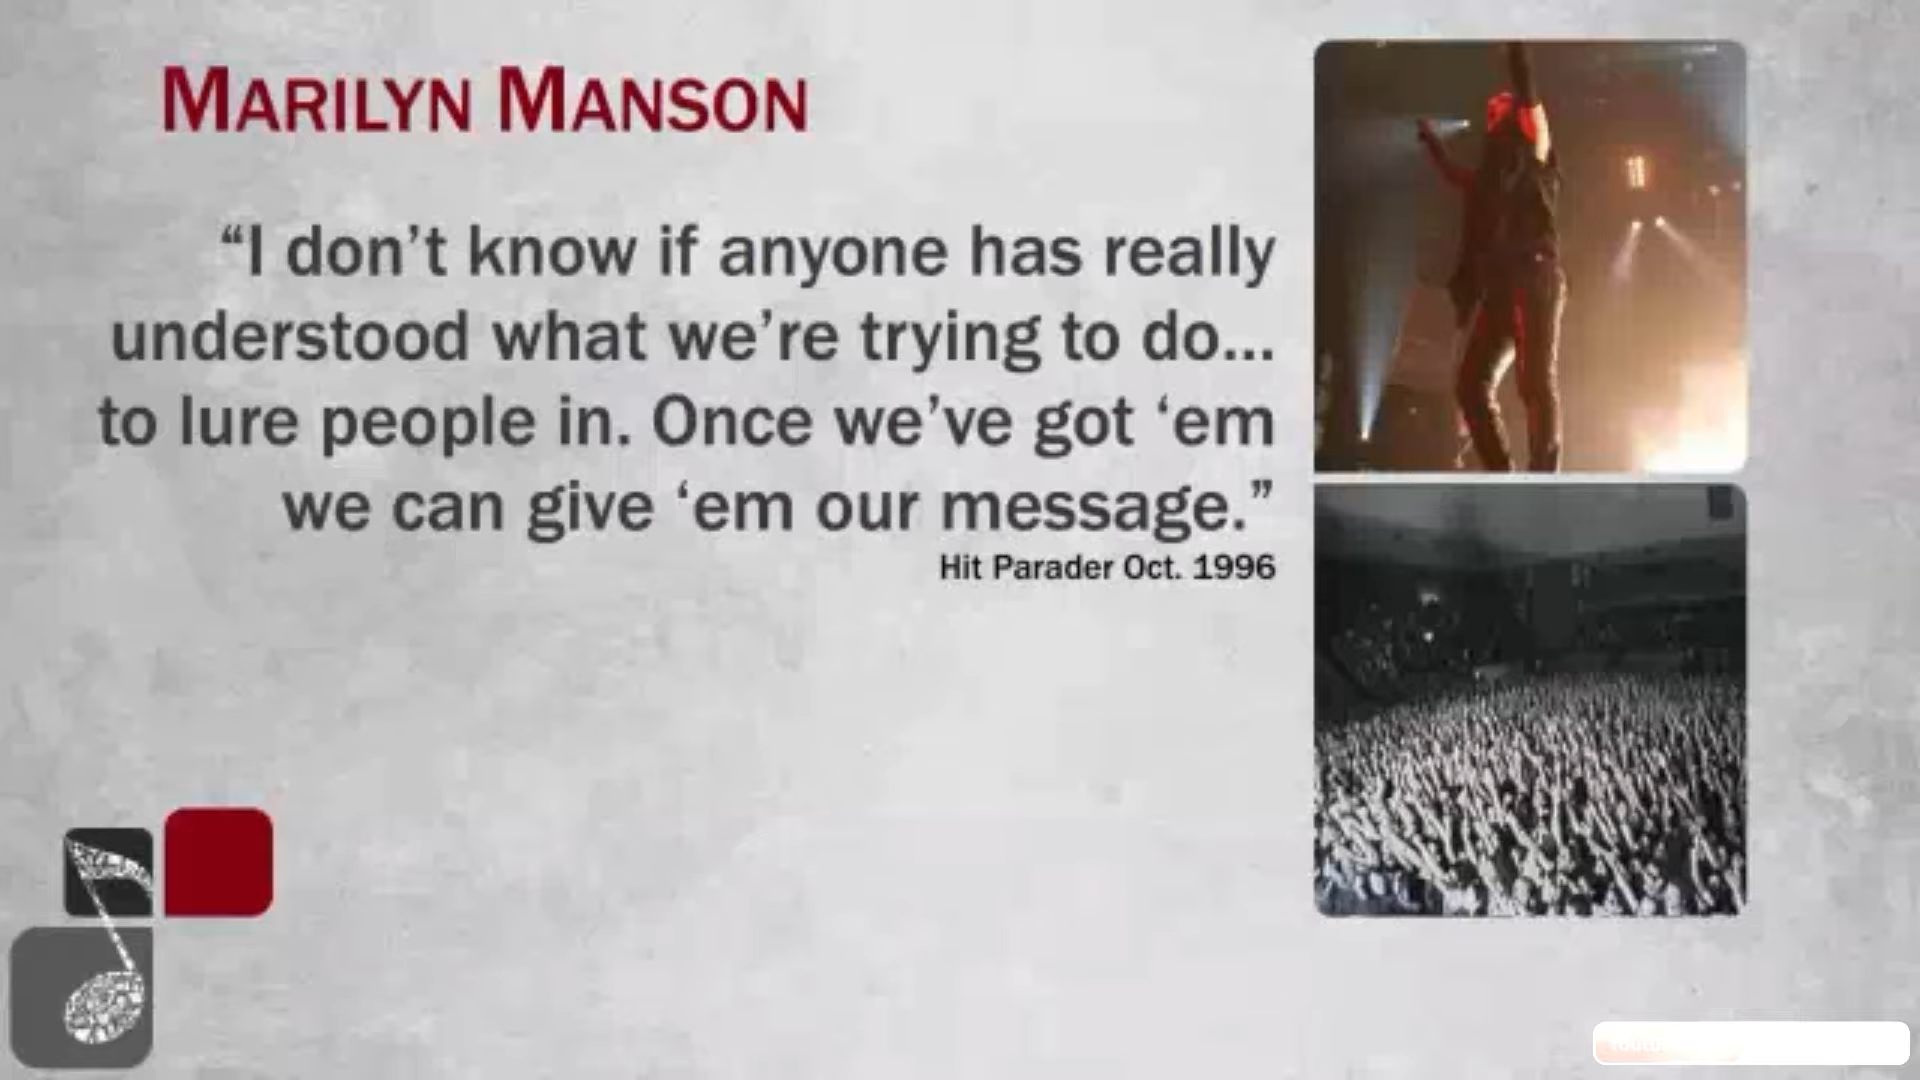 MARILYN MANSON
“I don’t know if anyone has really
understood what we’re trying to do...
to lure people in. Once we’ve got ‘em
we can give ‘em our message.”
Hit Parader Oct. 1996